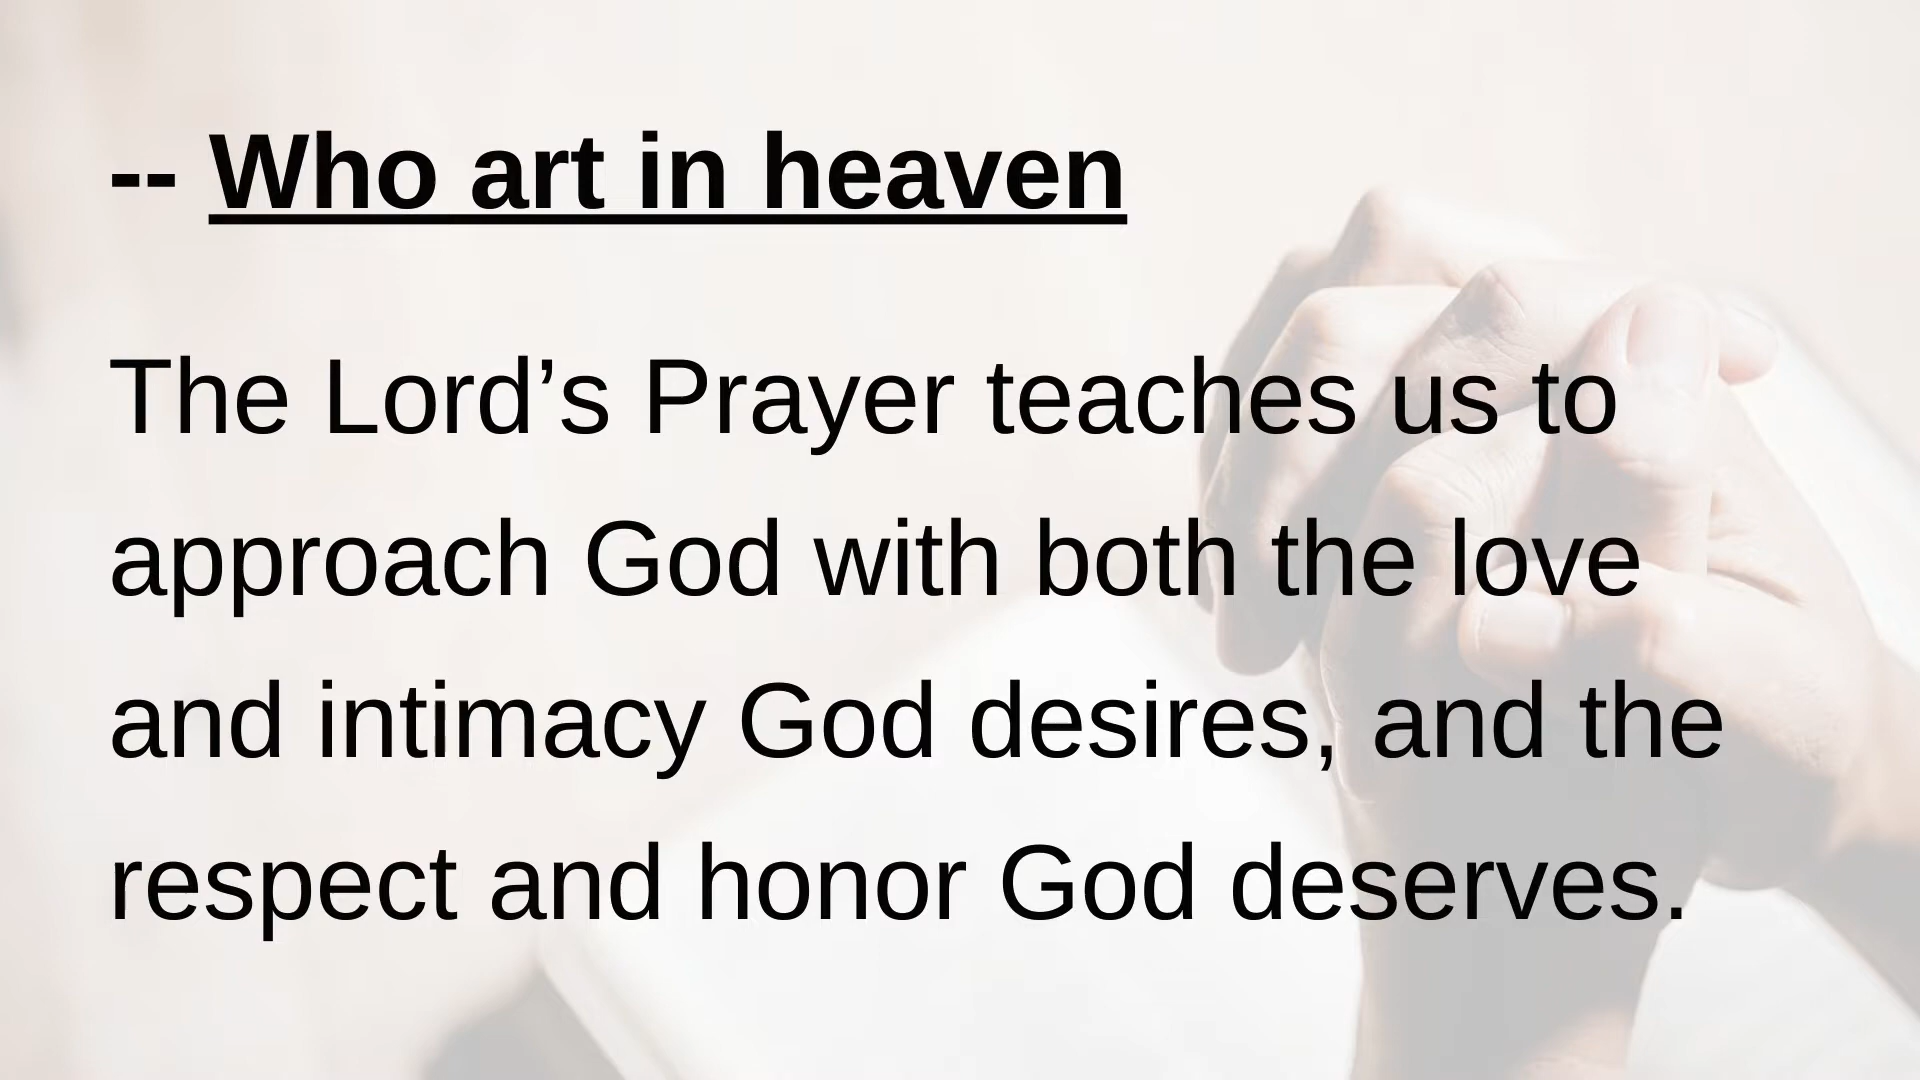 -- Who art in heaven
The Lord’s Prayer teaches us to
approach God with both the love
and intimacy God desires, and the
respect and honor God deserves.